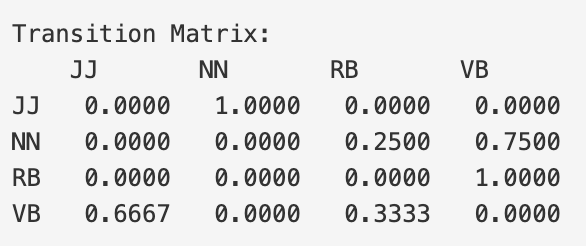 Transition Matrix:
JJ NN RB VB
JJ 0.0000 1.0000 0.0000 0.0000
NN 0.0000 0.0000 0.2500 0.7500
RB 0.0000 0.0000 0.0000 1.0000
VB 0.6667 0.0000 0.3333 0.0000